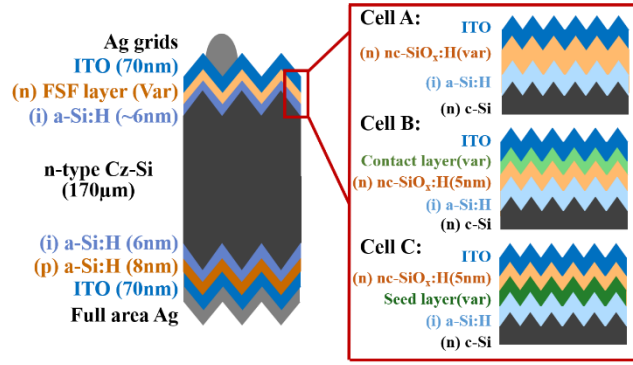 Ag grids
ITO (70nm)
(n) FSF layer (Var)
(i) a-Si:H (~6nm)
n-type Cz-Si
(170μm)
(i) a-Si:H (6nm)
(p) a-Si:H (8nm)
ITO (70nm)
Full area Ag
Cell A:
ITO
(n) nc-SiOₓ:H(var)
(i) a-Si:H
(n) c-Si
Cell B:
ITO
Contact layer(var)
(n) nc-SiOₓ:H(5nm)
(i) a-Si:H
(n) c-Si
Cell C:
ITO
(n) nc-SiOₓ:H(5nm)
Seed layer(var)
(i) a-Si:H
(n) c-Si